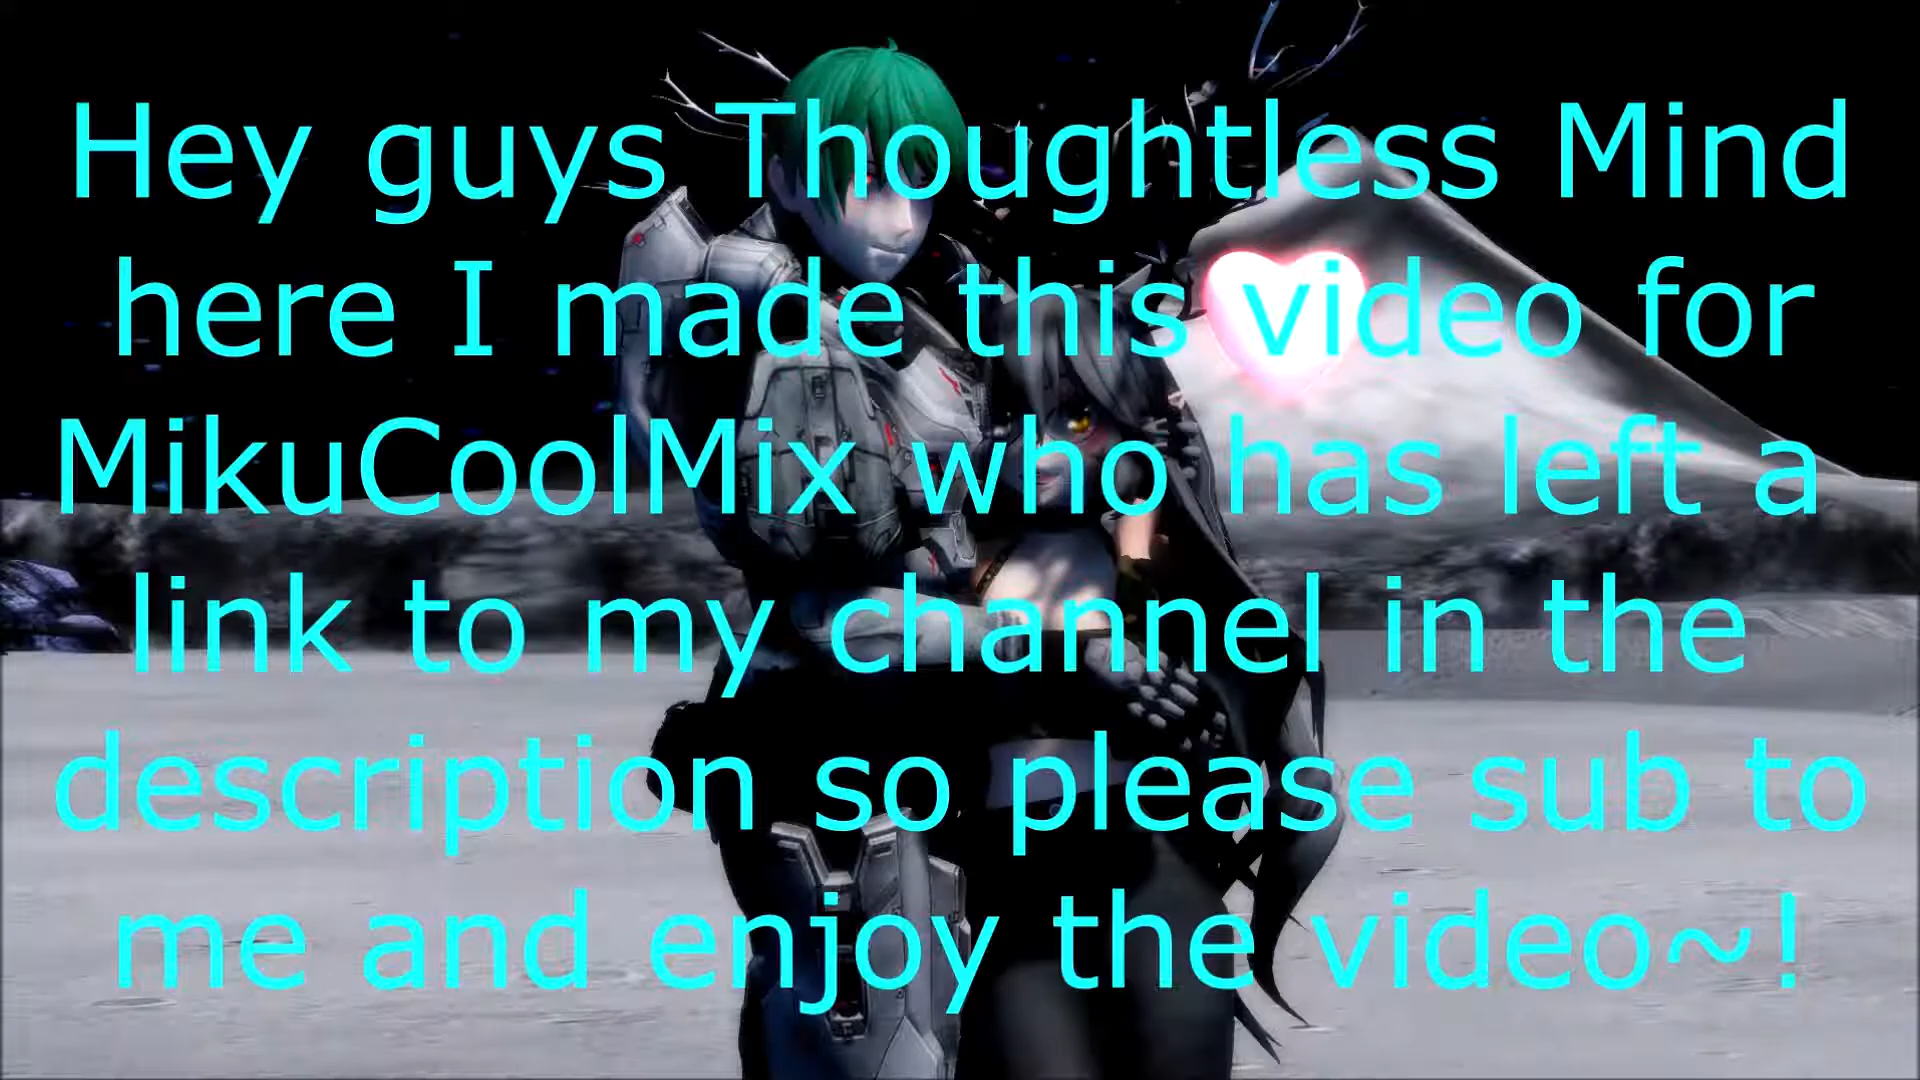 Hey guys Thoughtless Mind
here I made this video for
MikuCoolMix who has left a
link to my channel in the
description so please sub to
me and enjoy the video~!